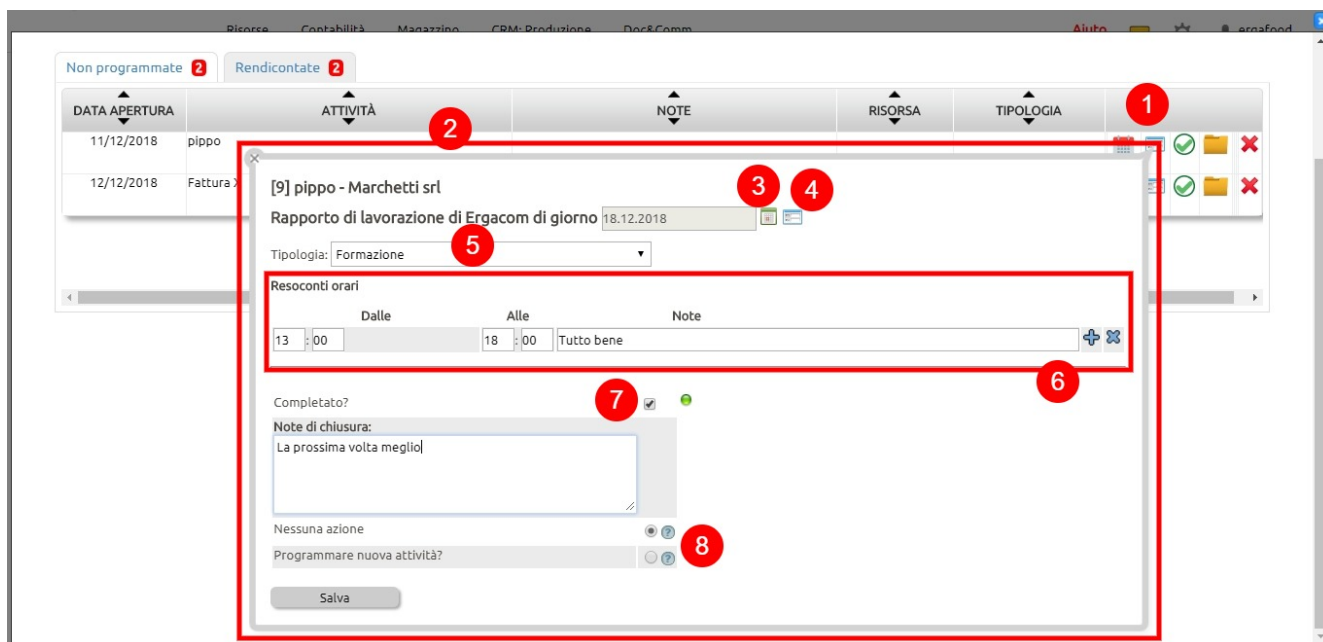 Risorse Contabilità Magazzino CRM: Produzione Doc&Comm Aiuto ergafood
Non programmate 2 Rendicontate 2
DATA APERTURA ATTIVITÀ NOTE RISORSA TIPOLOGIA 1
2
11/12/2018 pippo
12/12/2018 Fattura
[9] pippo - Marchetti srl 3 4
Rapporto di lavorazione di Ergacom di giorno 18.12.2018
5
Tipologia: Formazione
Resoconti orari
Dalle Alle Note
13 : 00 18 : 00 Tutto bene
6
Completato? 7
Note di chiusura:
La prossima volta meglio
Nessuna azione
8
Programmare nuova attività?
Salva